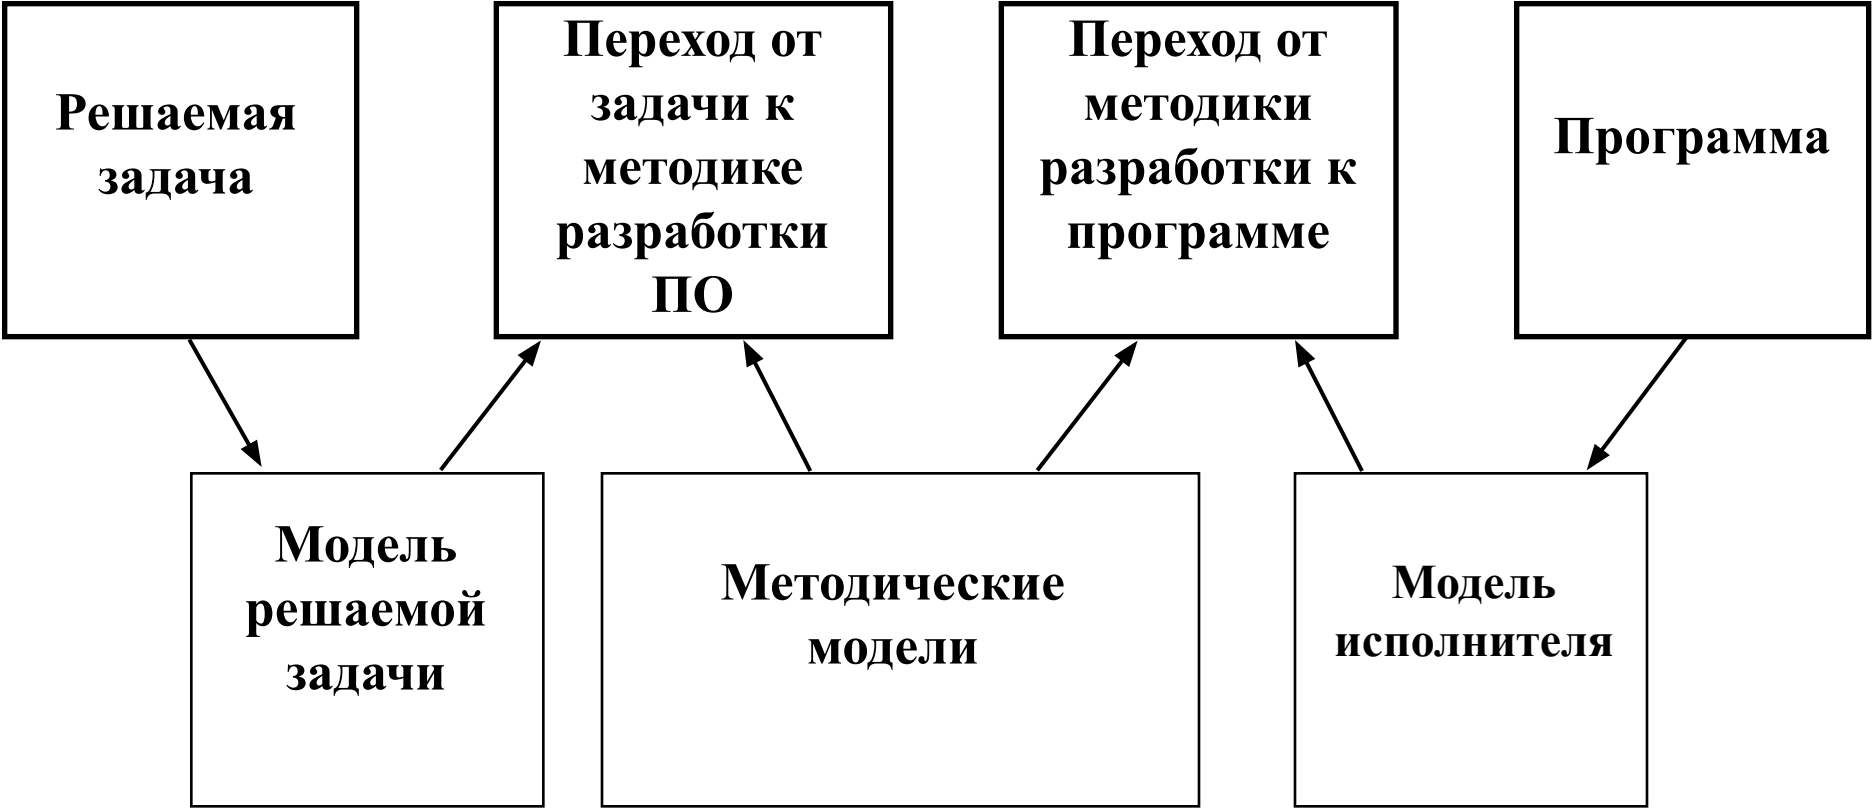 Решаемая
задача
Переход от
задачи к
методике
разработки
ПО
Переход от
методики
разработки к
программе
Программа
Модель
решаемой
задачи
Методические
модели
Модель
исполнителя